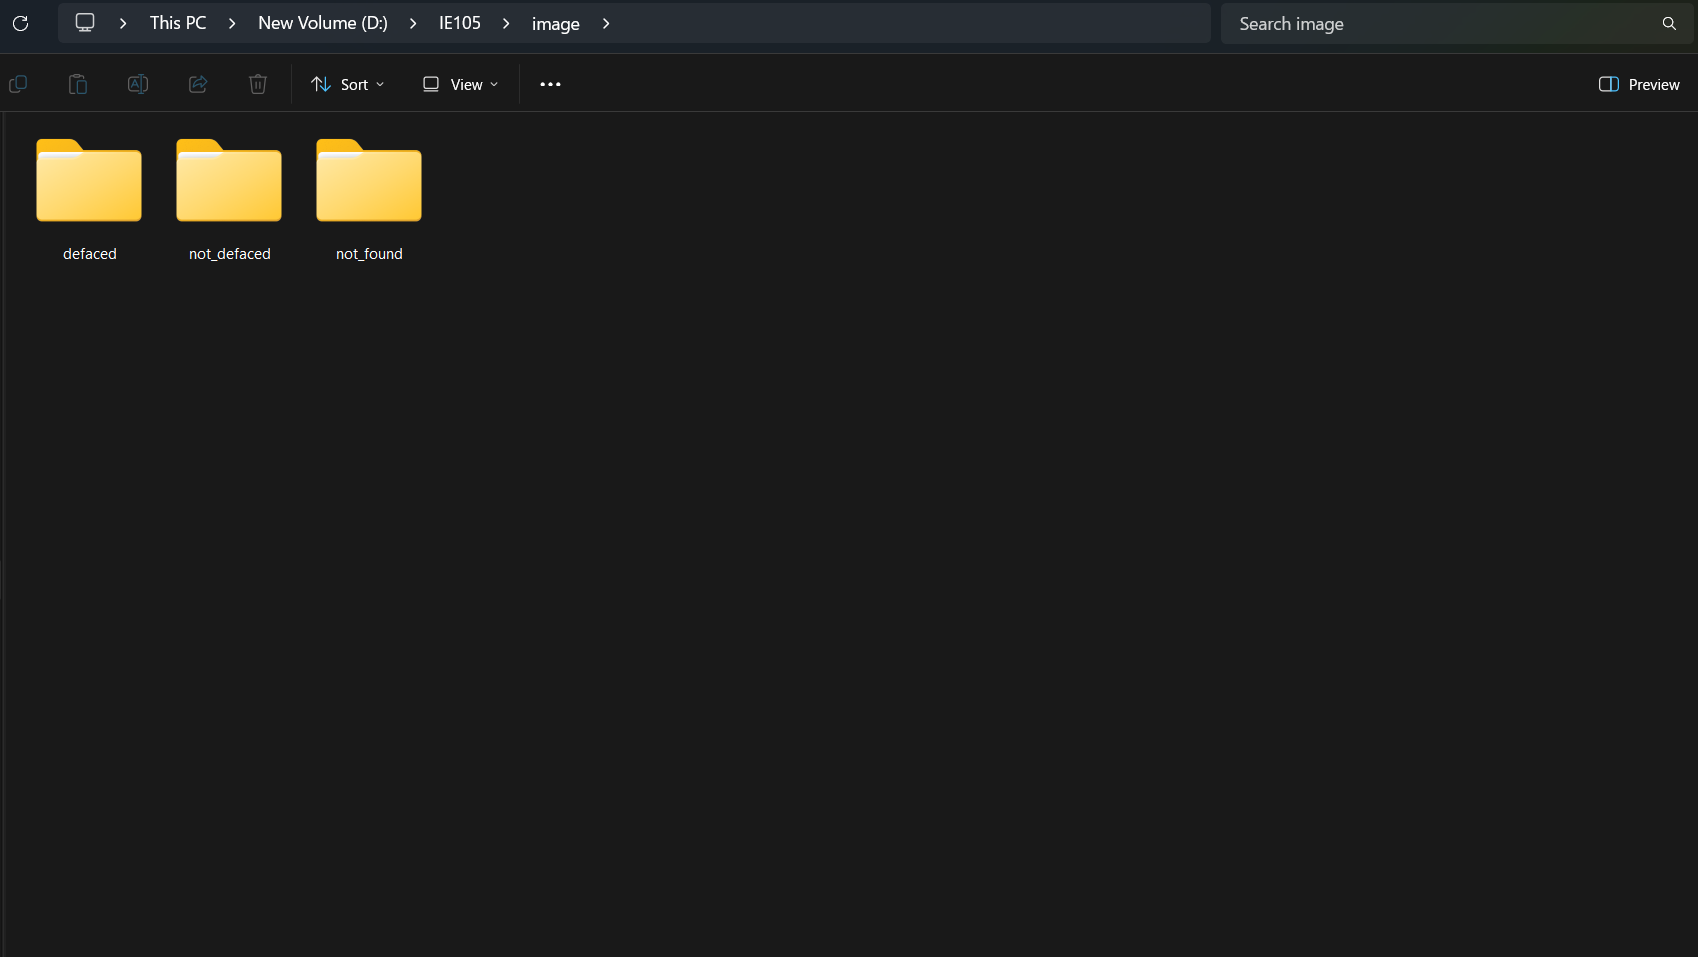 This PC > New Volume (D:) > IE105 > image >
Search image
Sort
View
Preview
defaced
not_defaced
not_found